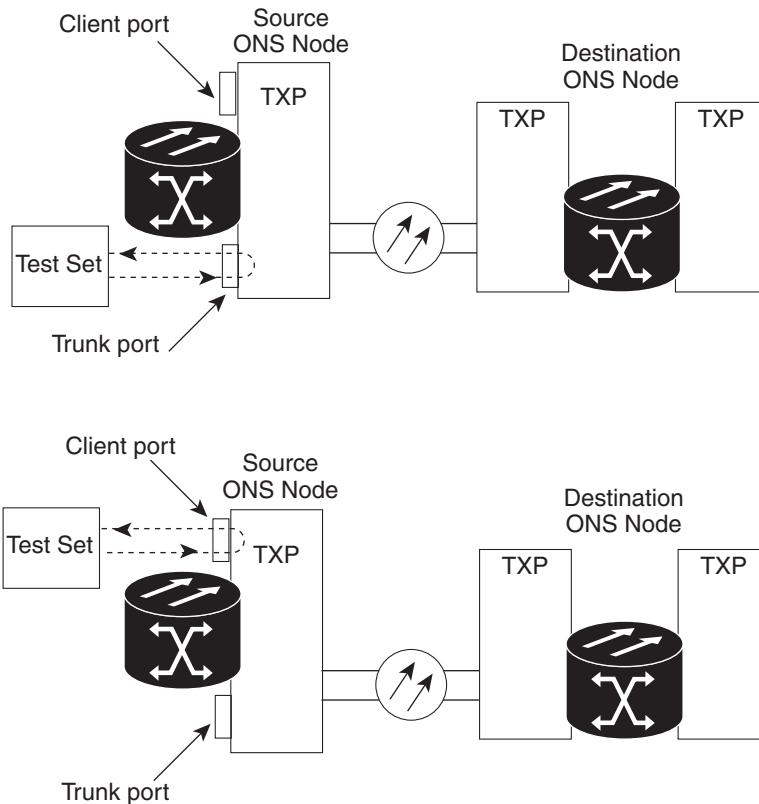 Client port
Source
ONS Node
Destination
ONS Node
TXP
TXP
TXP
Test Set
Trunk port
Client port
Source
ONS Node
Destination
ONS Node
Test Set
TXP
TXP
TXP
Trunk port